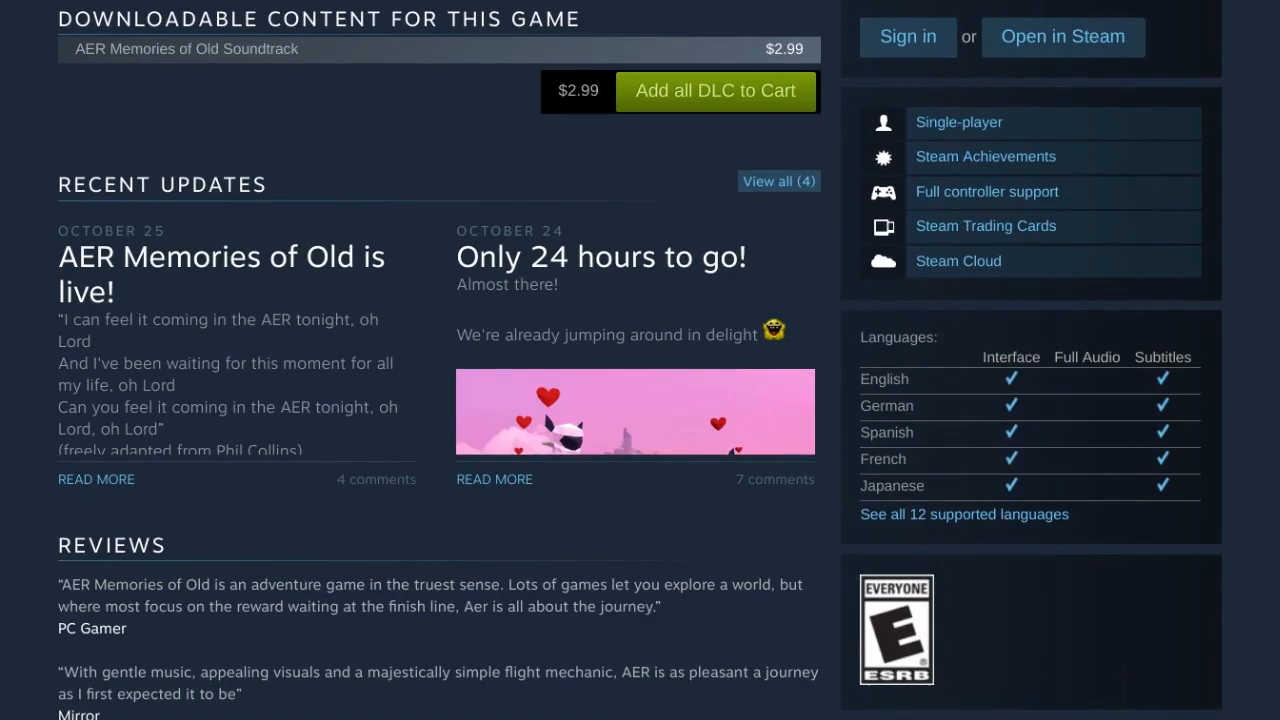 DOWNLOADABLE CONTENT FOR THIS GAME
AER Memories of Old Soundtrack $2.99
$2.99 Add all DLC to Cart
RECENT UPDATES
View all (4)
OCTOBER 25
AER Memories of Old is
live!
“I can feel it coming in the AER tonight, oh
Lord
And I've been waiting for this moment for all
my life, oh Lord
Can you feel it coming in the AER tonight, oh
Lord, oh Lord”
(freely adapted from Phil Collins)
READ MORE 4 comments
OCTOBER 24
Only 24 hours to go!
Almost there!
We're already jumping around in delight
READ MORE 7 comments
REVIEWS
“AER Memories of Old is an adventure game in the truest sense. Lots of games let you explore a world, but
where most focus on the reward waiting at the finish line, Aer is all about the journey.”
PC Gamer
“With gentle music, appealing visuals and a majestically simple flight mechanic, AER is as pleasant a journey
as I first expected it to be”
Mirror
Sign in or Open in Steam
Single-player
Steam Achievements
Full controller support
Steam Trading Cards
Steam Cloud
Languages:
Interface Full Audio Subtitles
English
German
Spanish
French
Japanese
See all 12 supported languages
EVERYONE
E
ESRB